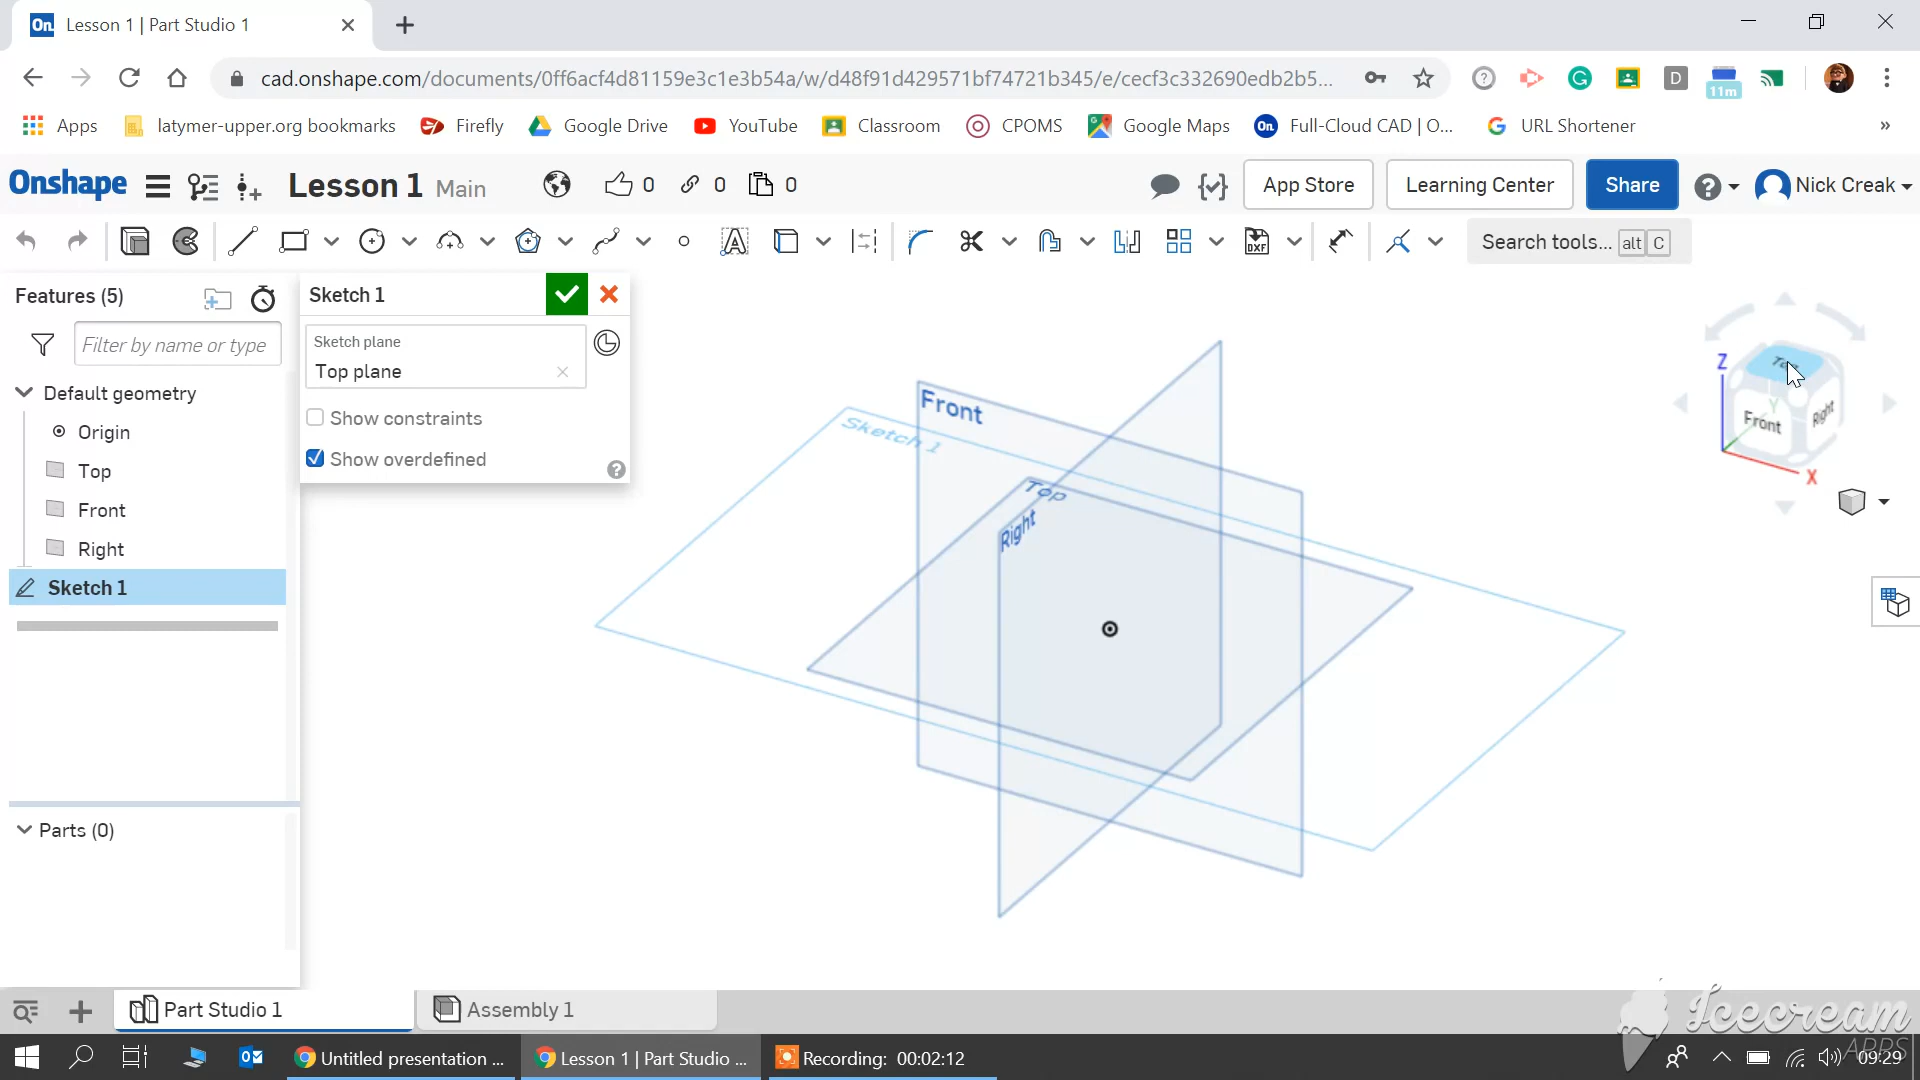 On Lesson 1 | Part Studio 1
cad.onshape.com/documents/0ff6acf4d81159e3c1e3b54a/w/d48f91d429571bf74721b345/e/cecf3c332690edb2b5...
D
11m
Apps latymer-upper.org bookmarks Firefly Google Drive YouTube Classroom CPOMS Google Maps On Full-Cloud CAD | O... URL Shortener »
Onshape Lesson 1 Main 0 0 0 App Store Learning Center Share Nick Creak
A DXF Search tools... alt C
Features (5)
Filter by name or type
Default geometry
Origin
Top
Front
Right
Sketch 1
Parts (0)
Sketch 1
Sketch plane
Top plane
Show constraints
Show overdefined
Front
Sketch 1
Top
Right
Top
Z
Y
Front
Right
X
Part Studio 1
Assembly 1
Icecream
APPS
Untitled presentation ...
Lesson 1 | Part Studio ...
Recording: 00:02:12
09:29